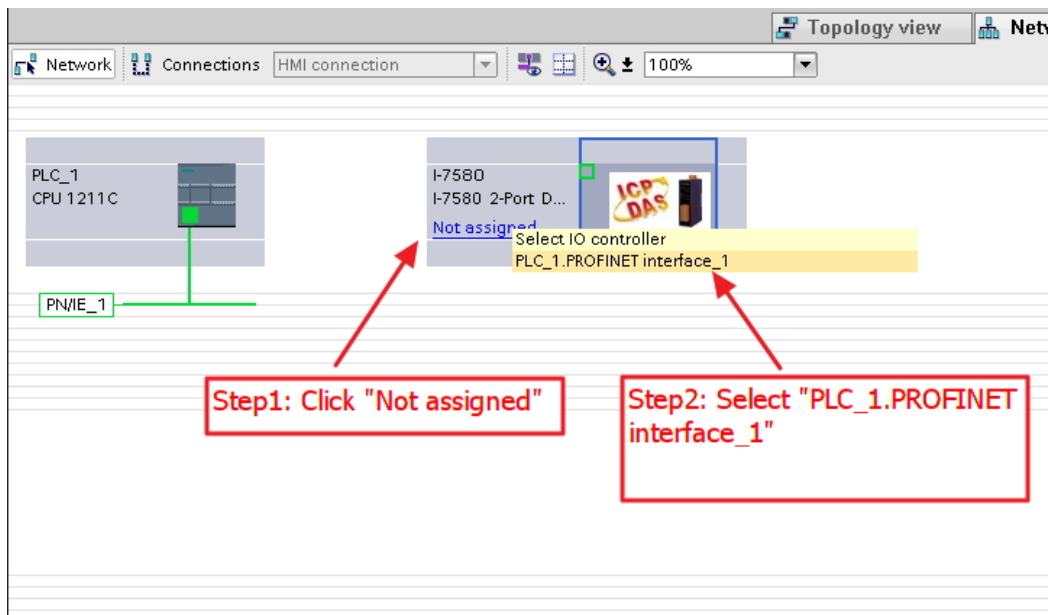 Topology view
Network
Connections
HMI connection
100%
PLC_1
CPU 1211C
I-7580
I-7580 2-Port D...
Not assigned
ICP
DAS
Select IO controller
PLC_1.PROFINET interface_1
PN/IE_1
Step1: Click "Not assigned"
Step2: Select "PLC_1.PROFINET
interface_1"